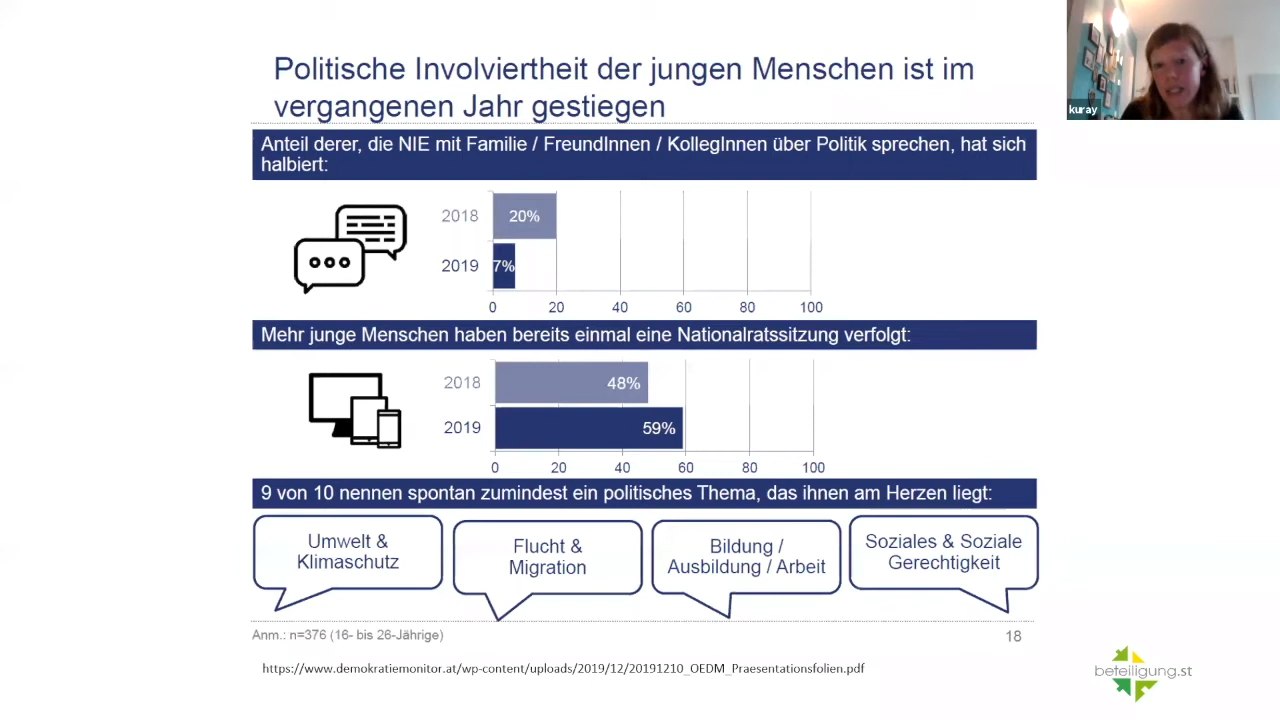 Politische Involviertheit der jungen Menschen ist im
vergangenen Jahr gestiegen
kuray
Anteil derer, die NIE mit Familie / FreundInnen / KollegInnen über Politik sprechen, hat sich
halbiert:
2018
20%
2019
7%
0 20 40 60 80 100
Mehr junge Menschen haben bereits einmal eine Nationalratssitzung verfolgt:
2018
48%
2019
59%
0 20 40 60 80 100
9 von 10 nennen spontan zumindest ein politisches Thema, das ihnen am Herzen liegt:
Umwelt &
Klimaschutz
Flucht &
Migration
Bildung /
Ausbildung / Arbeit
Soziales & Soziale
Gerechtigkeit
Anm.: n=376 (16- bis 26-Jährige)
18
https://www.demokratiemonitor.at/wp-content/uploads/2019/12/20191210_OEDM_Praesentationsfolien.pdf
beteiligung.st